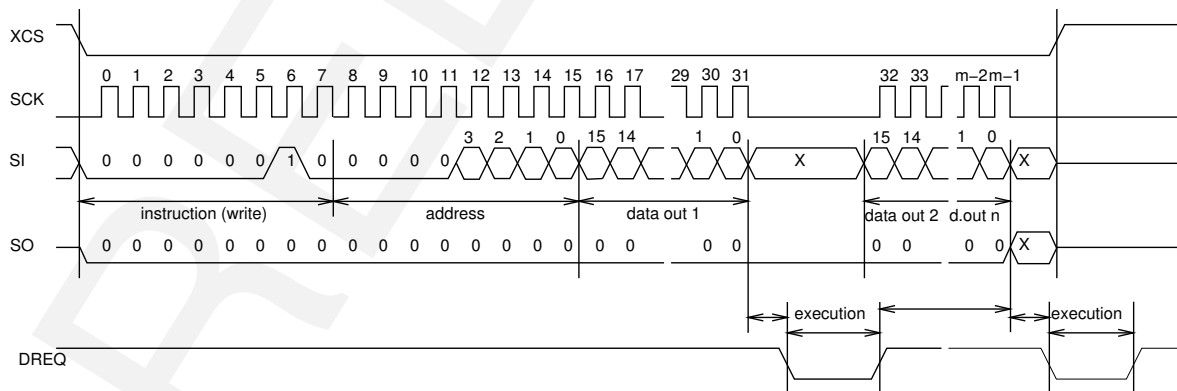 XCS
0 1 2 3 4 5 6 7 8 9 10 11 12 13 14 15 16 17 29 30 31 32 33 m-2 m-1
SCK
3 2 1 0 15 14 1 0 15 14 1 0
SI 0 0 0 0 0 0 1 0 0 0 0 0 X X
instruction (write) address data out 1 data out 2 d.out n
SO 0 0 0 0 0 0 0 0 0 0 0 0 0 0 0 0 0 0 0 0 0 0 0 0 X
execution execution
DREQ